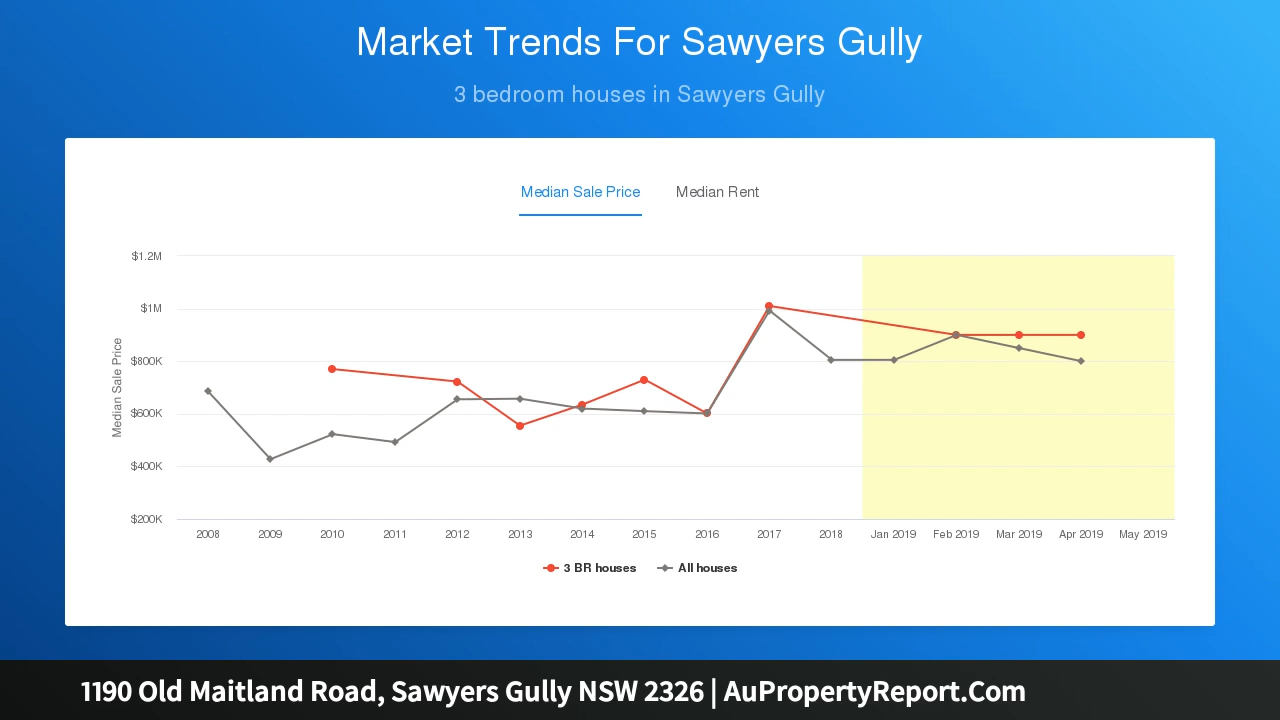 Market Trends For Sawyers Gully
3 bedroom houses in Sawyers Gully
Median Sale Price Median Rent
Median Sale Price
$1.2M
$1M
$800K
$600K
$400K
$200K
2008 2009 2010 2011 2012 2013 2014 2015 2016 2017 2018 Jan 2019 Feb 2019 Mar 2019 Apr 2019 May 2019
3 BR houses All houses
1190 Old Maitland Road, Sawyers Gully NSW 2326 | AuPropertyReport.Com